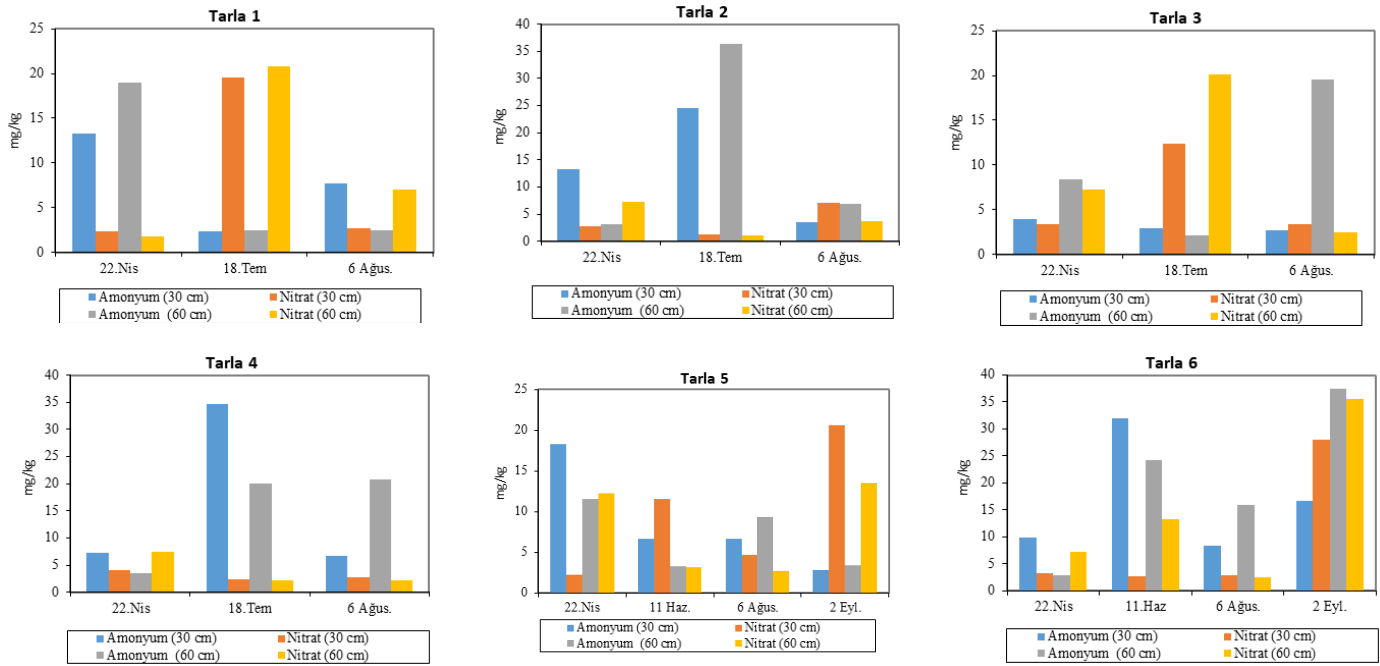 Tarla 1
mg/kg
25
20
15
10
5
0
22.Nis 18.Tem 6 Ağus.
Amonyum (30 cm) Nitrat (30 cm)
Amonyum (60 cm) Nitrat (60 cm)
Tarla 2
mg/kg
40
35
30
25
20
15
10
5
0
22.Nis 18.Tem 6 Ağus.
Amonyum (30 cm) Nitrat (30 cm)
Amonyum (60 cm) Nitrat (60 cm)
Tarla 3
mg/kg
25
20
15
10
5
0
22.Nis 18.Tem 6 Ağus.
Amonyum (30 cm) Nitrat (30 cm)
Amonyum (60 cm) Nitrat (60 cm)
Tarla 4
mg/kg
40
35
30
25
20
15
10
5
0
22.Nis 18.Tem 6 Ağus.
Amonyum (30 cm) Nitrat (30 cm)
Amonyum (60 cm) Nitrat (60 cm)
Tarla 5
mg/kg
25
20
15
10
5
0
22.Nis 11 Haz. 6 Ağus. 2 Eyl.
Amonyum (30 cm) Nitrat (30 cm)
Amonyum (60 cm) Nitrat (60 cm)
Tarla 6
mg/kg
40
35
30
25
20
15
10
5
0
22.Nis 11.Haz 6 Ağus. 2 Eyl.
Amonyum (30 cm) Nitrat (30 cm)
Amonyum (60 cm) Nitrat (60 cm)